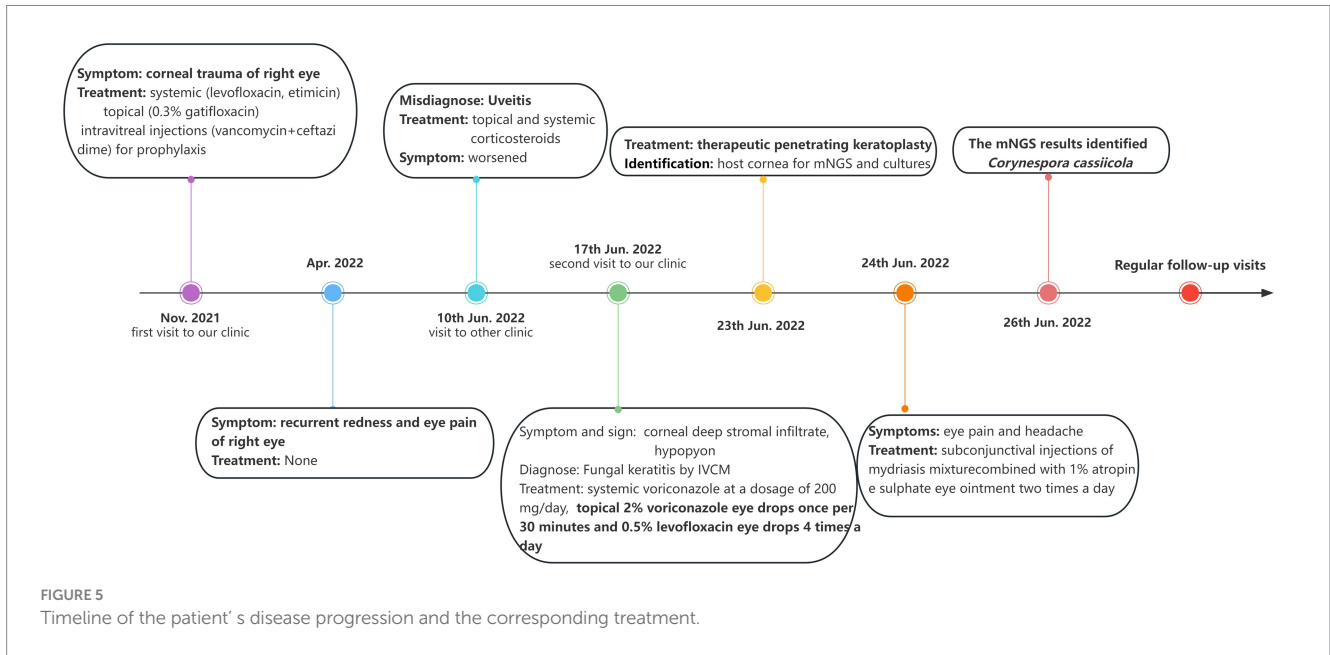 Symptom: corneal trauma of right eye
Treatment: systemic (levofloxacin, etimicin)
topical (0.3% gatifloxacin)
intravitreal injections (vancomycin+ceftazi
dime) for prophylaxis
Misdiagnose: Uveitis
Treatment: topical and systemic
corticosteroids
Symptom: worsened
Treatment: therapeutic penetrating keratoplasty
Identification: host cornea for mNGS and cultures
The mNGS results identified
Corynespora cassiicola
Nov. 2021
first visit to our clinic
Apr. 2022
10th Jun. 2022
visit to other clinic
17th Jun. 2022
second visit to our clinic
23th Jun. 2022
24th Jun. 2022
26th Jun. 2022
Regular follow-up visits
Symptom: recurrent redness and eye pain
of right eye
Treatment: None
Symptom and sign: corneal deep stromal infiltrate,
hypopyon
Diagnose: Fungal keratitis by IVCM
Treatment: systemic voriconazole at a dosage of 200
mg/day, topical 2% voriconazole eye drops once per
30 minutes and 0.5% levofloxacin eye drops 4 times a
day
Symptoms: eye pain and headache
Treatment: subconjunctival injections of
mydriasis mixturecombined with 1% atropin
e sulphate eye ointment two times a day
FIGURE 5
Timeline of the patient' s disease progression and the corresponding treatment.